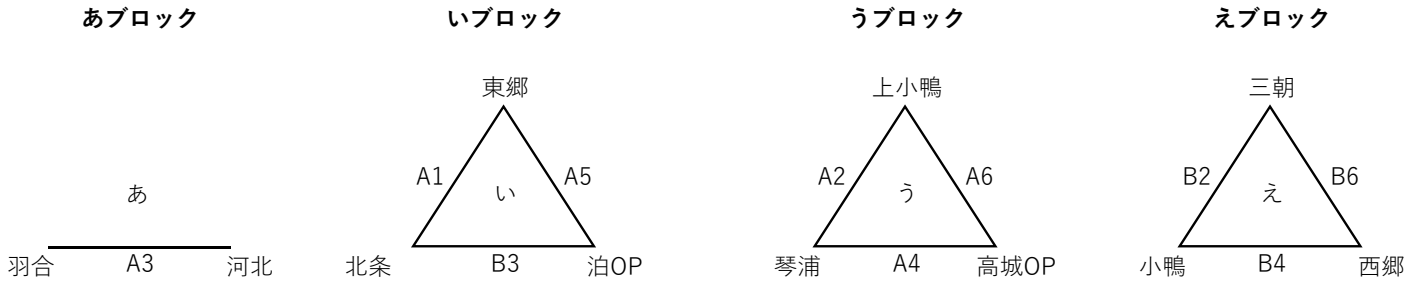 あブロック いブロック うブロック えブロック
東郷 上小鴨 三朝
A1 A5 A2 A6 B2 B6
あ い う え
羽合 A3 河北 北条 B3 泊OP 琴浦 A4 高城OP 小鴨 B4 西郷